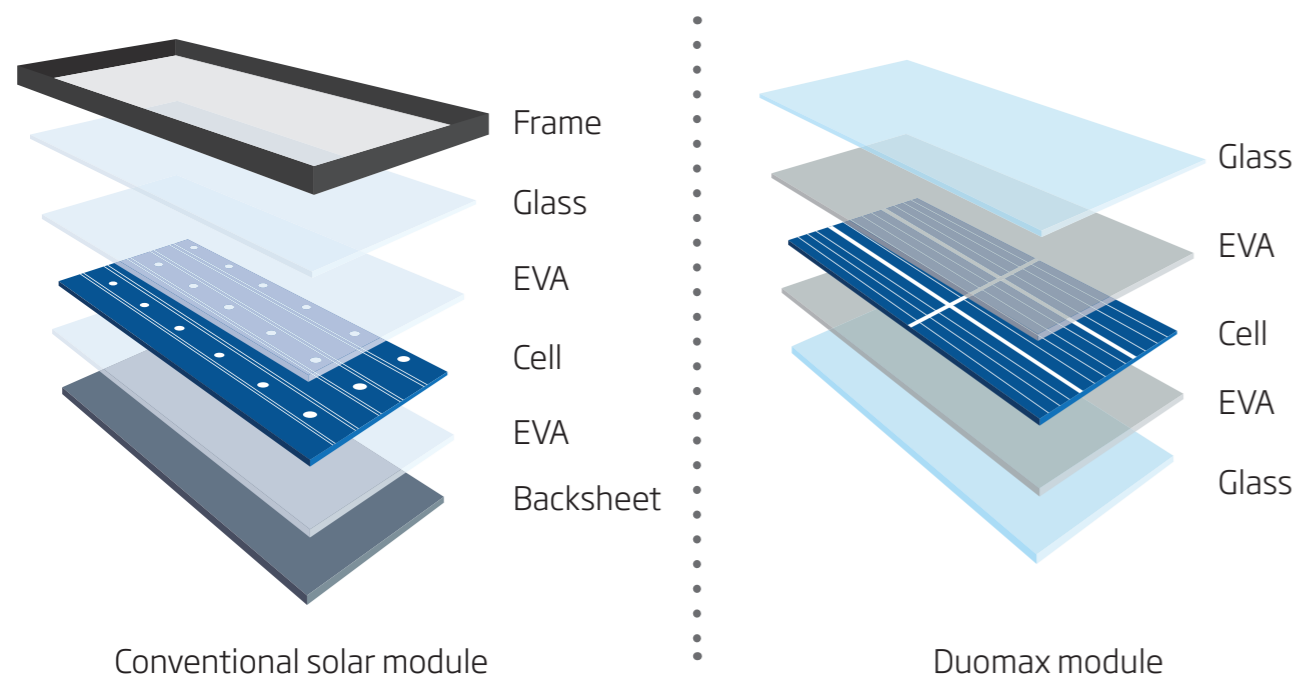 Frame
Glass
EVA
Cell
EVA
Backsheet
Conventional solar module
Glass
EVA
Cell
EVA
Glass
Duomax module